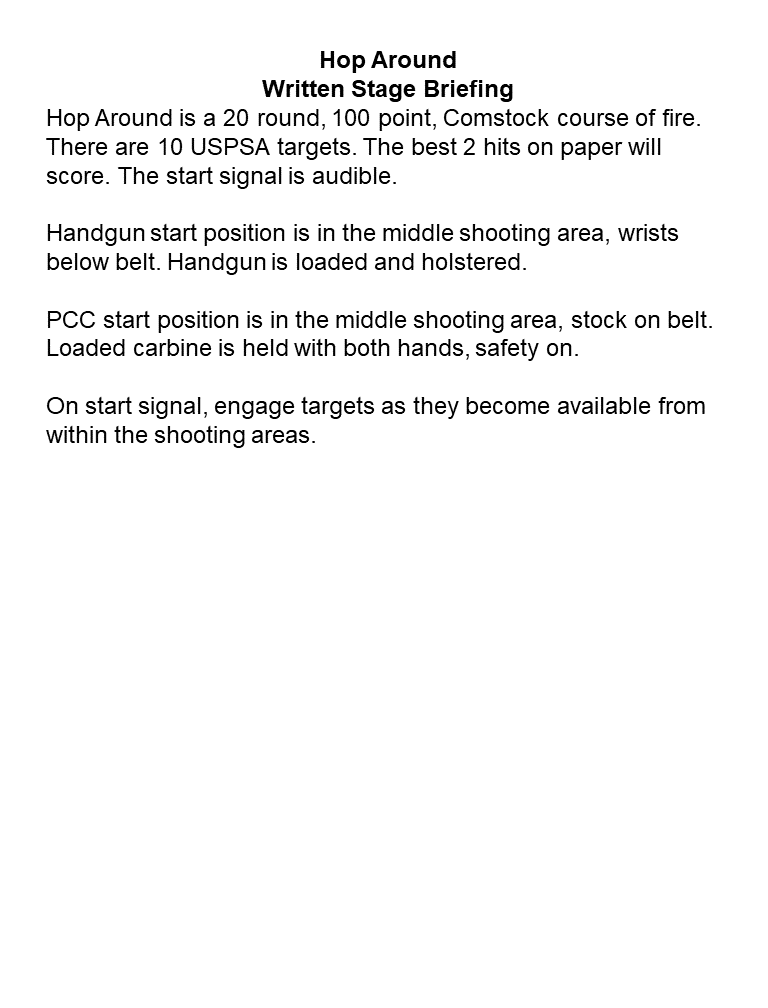 Hop Around
Written Stage Briefing
Hop Around is a 20 round, 100 point, Comstock course of fire.
There are 10 USPSA targets. The best 2 hits on paper will
score. The start signal is audible.
Handgun start position is in the middle shooting area, wrists
below belt. Handgun is loaded and holstered.
PCC start position is in the middle shooting area, stock on belt.
Loaded carbine is held with both hands, safety on.
On start signal, engage targets as they become available from
within the shooting areas.